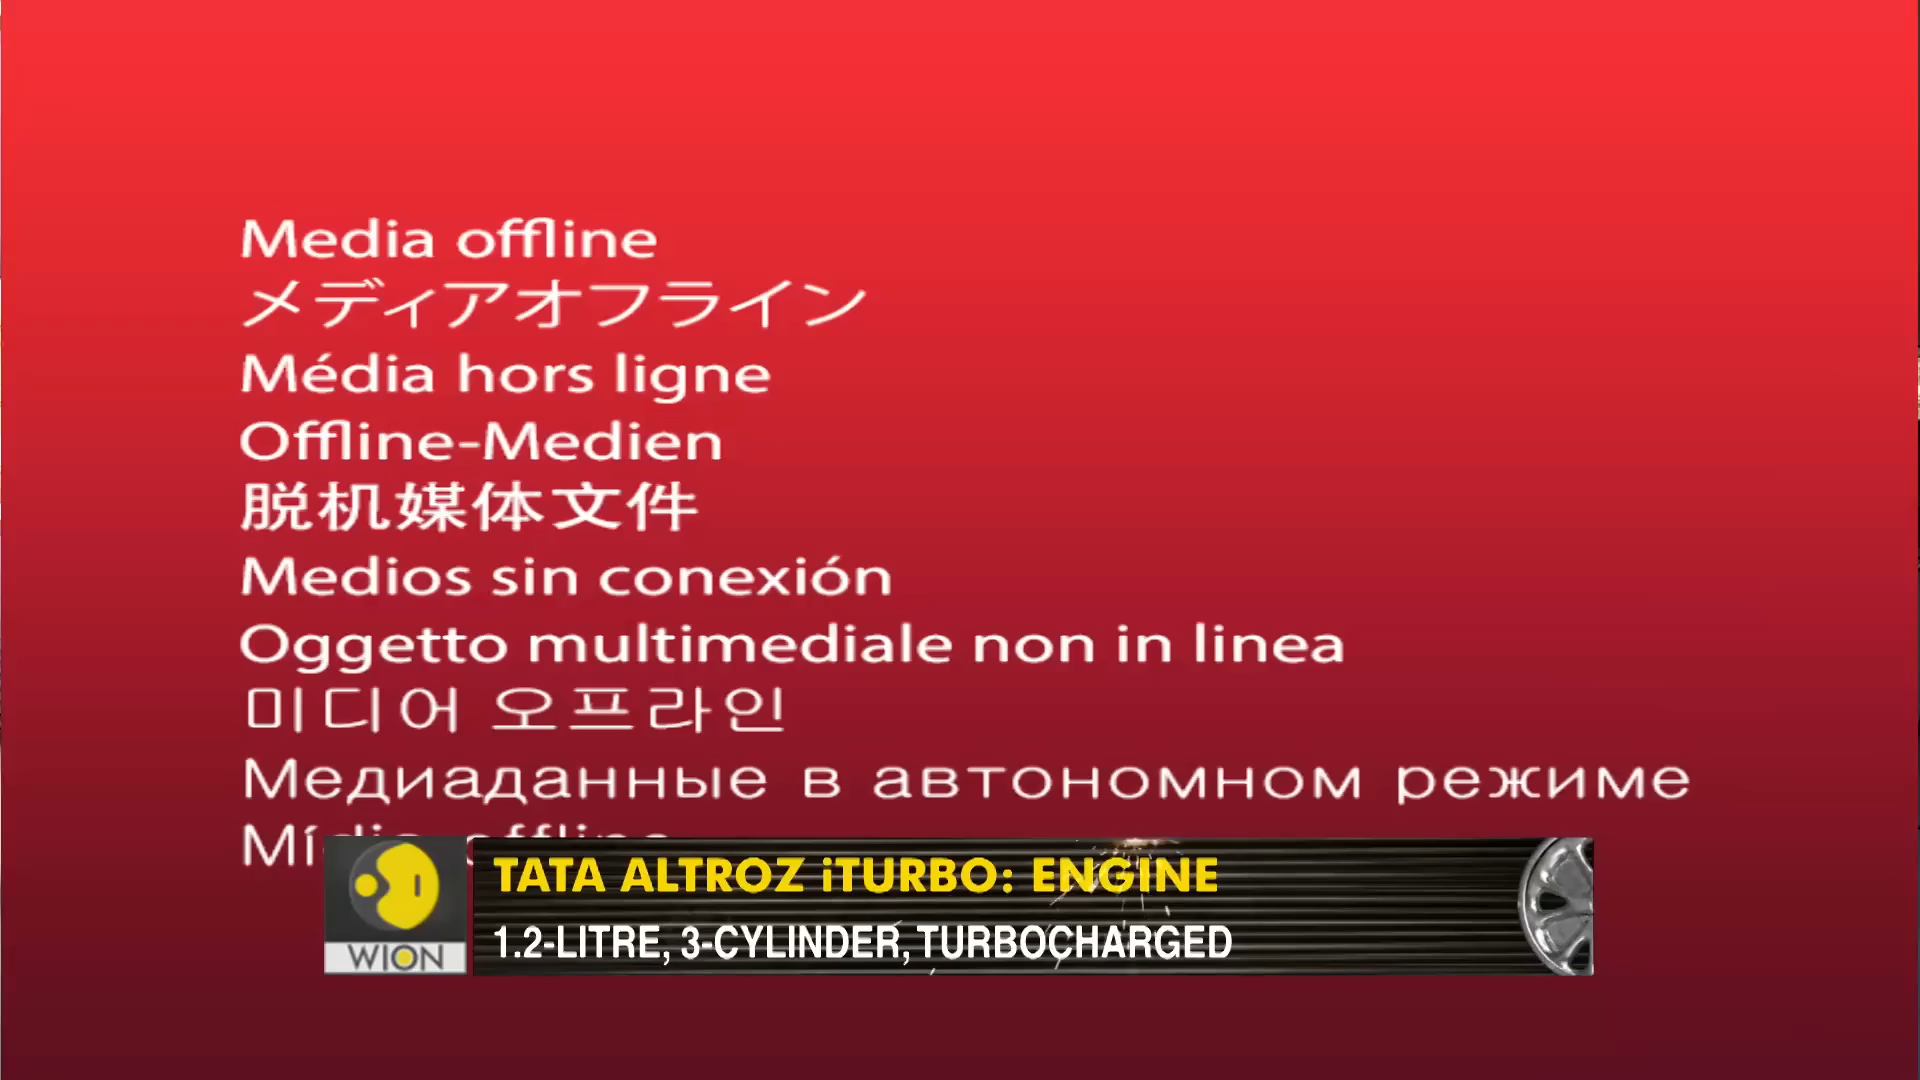 Media offline
メディアオフライン
Média hors ligne
Offline-Medien
脱机媒体文件
Medios sin conexión
Oggetto multimediale non in linea
미디어 오프라인
Медиаданные в автономном режиме
WION
TATA ALTROZ iTURBO: ENGINE
1.2-LITRE, 3-CYLINDER, TURBOCHARGED